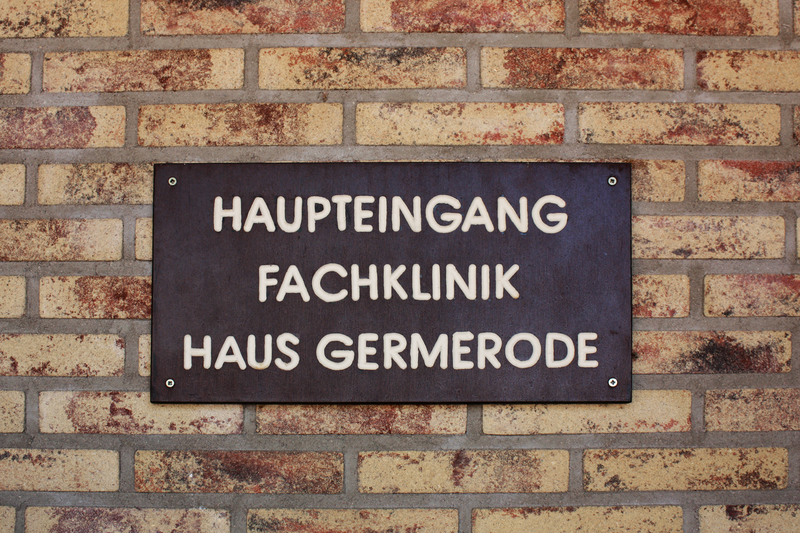 HAUPTEINGANG
FACHKLINIK
HAUS GERMERODE